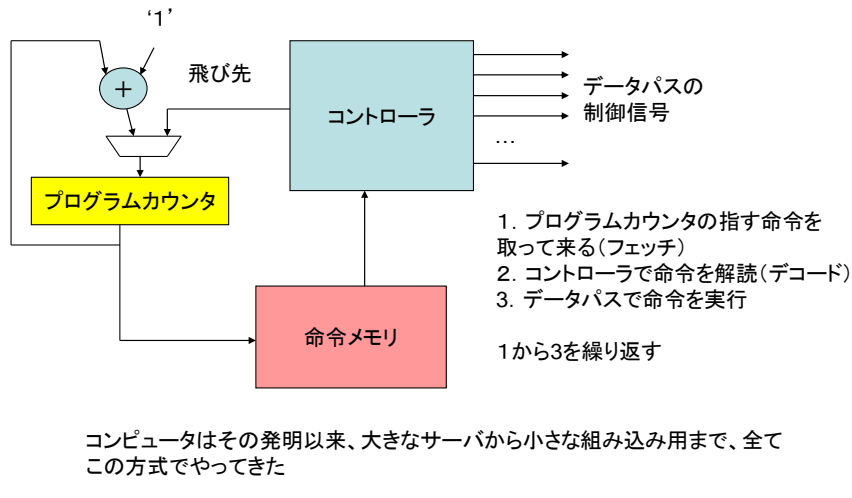 ‘1’
+
飛び先
コントローラ
データパスの
制御信号
…
プログラムカウンタ
命令メモリ
1．プログラムカウンタの指す命令を
取って来る(フェッチ)
2．コントローラで命令を解読(デコード)
3．データパスで命令を実行
1から3を繰り返す
コンピュータはその発明以来、大きなサーバから小さな組み込み用まで、全て
この方式でやってきた